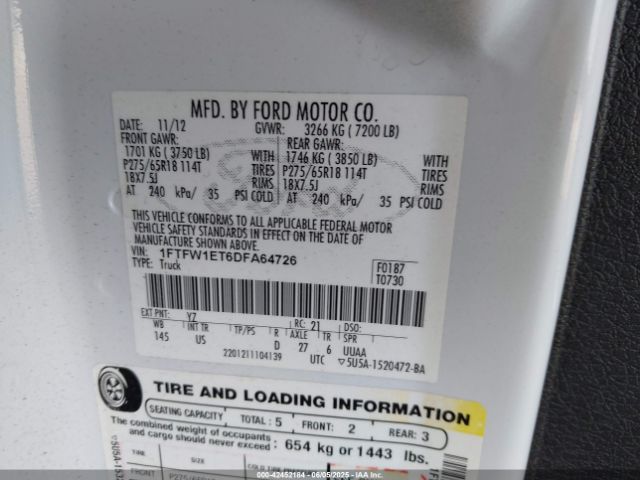 MFD. BY FORD MOTOR CO.
DATE: 11/12 GVWR: 3266 KG ( 7200 LB)
FRONT GAWR: REAR GAWR:
1701 KG ( 3750 LB) WITH 1746 KG ( 3850 LB) WITH
P275/65R18 114T TIRES P275/65R18 114T TIRES
18X7.5J RIMS 18X7.5J RIMS
AT 240 kPa/ 35 PSI COLD AT 240 kPa/ 35 PSI COLD
THIS VEHICLE CONFORMS TO ALL APPLICABLE FEDERAL MOTOR
VEHICLE SAFETY STANDARDS IN EFFECT ON THE DATE OF
MANUFACTURE SHOWN ABOVE.
1FTFW1ET6DFA64726 F0187
TYPE: Truck T0730
EXT PNT: YZ RC: 21 DSO:
WB INT TR TP/PS R AXLE TR SPR
145 US D 27 6 UUAA
2201211104139 UTC ▽5U5A-1520472-BA
TIRE AND LOADING INFORMATION
SEATING CAPACITY TOTAL: 5 FRONT: 2 REAR: 3
The combined weight of occupants
and cargo should never exceed: 654 kg or 1443 lbs.
TIRE SIZE COLD TIRE
FRONT
© IAA 42452184 - 06/05/2025 - IAAI.COM